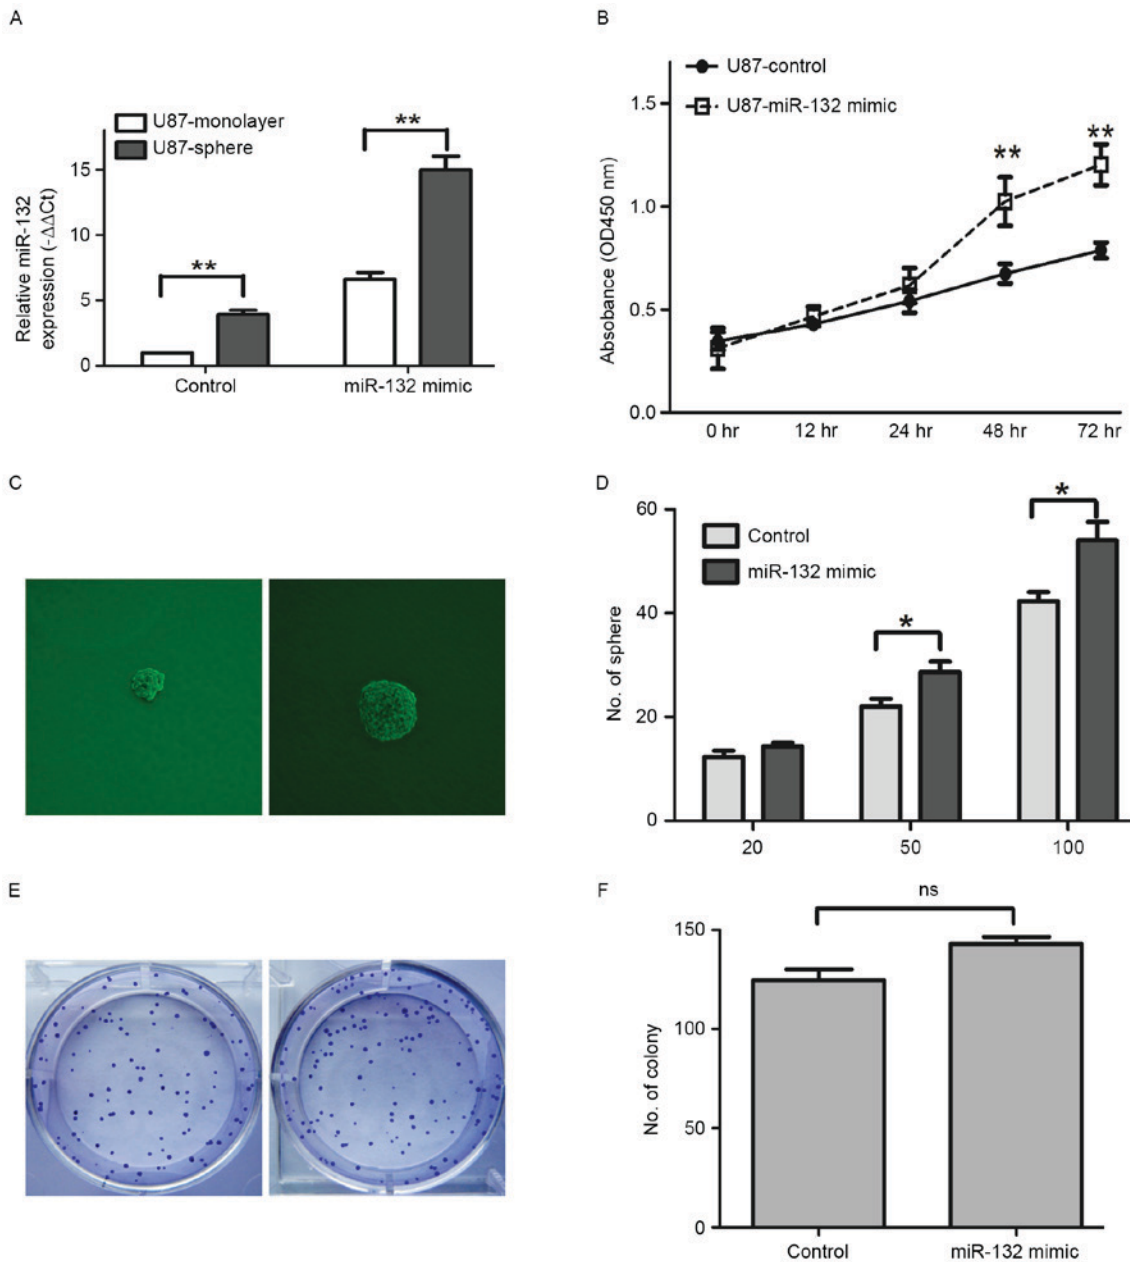 A
U87-monolayer
U87-sphere
**
**
15
10
5
0
Relative miR-132
expression (-ΔΔCt)
Control
miR-132 mimic
B
U87-control
U87-miR-132 mimic
1.5
1.0
0.5
0.0
Absobance (OD450 nm)
**
**
0 hr
12 hr
24 hr
48 hr
72 hr
C
D
Control
miR-132 mimic
*
*
60
40
20
0
No. of sphere
20
50
100
E
F
ns
150
100
50
0
No. of colony
Control
miR-132 mimic